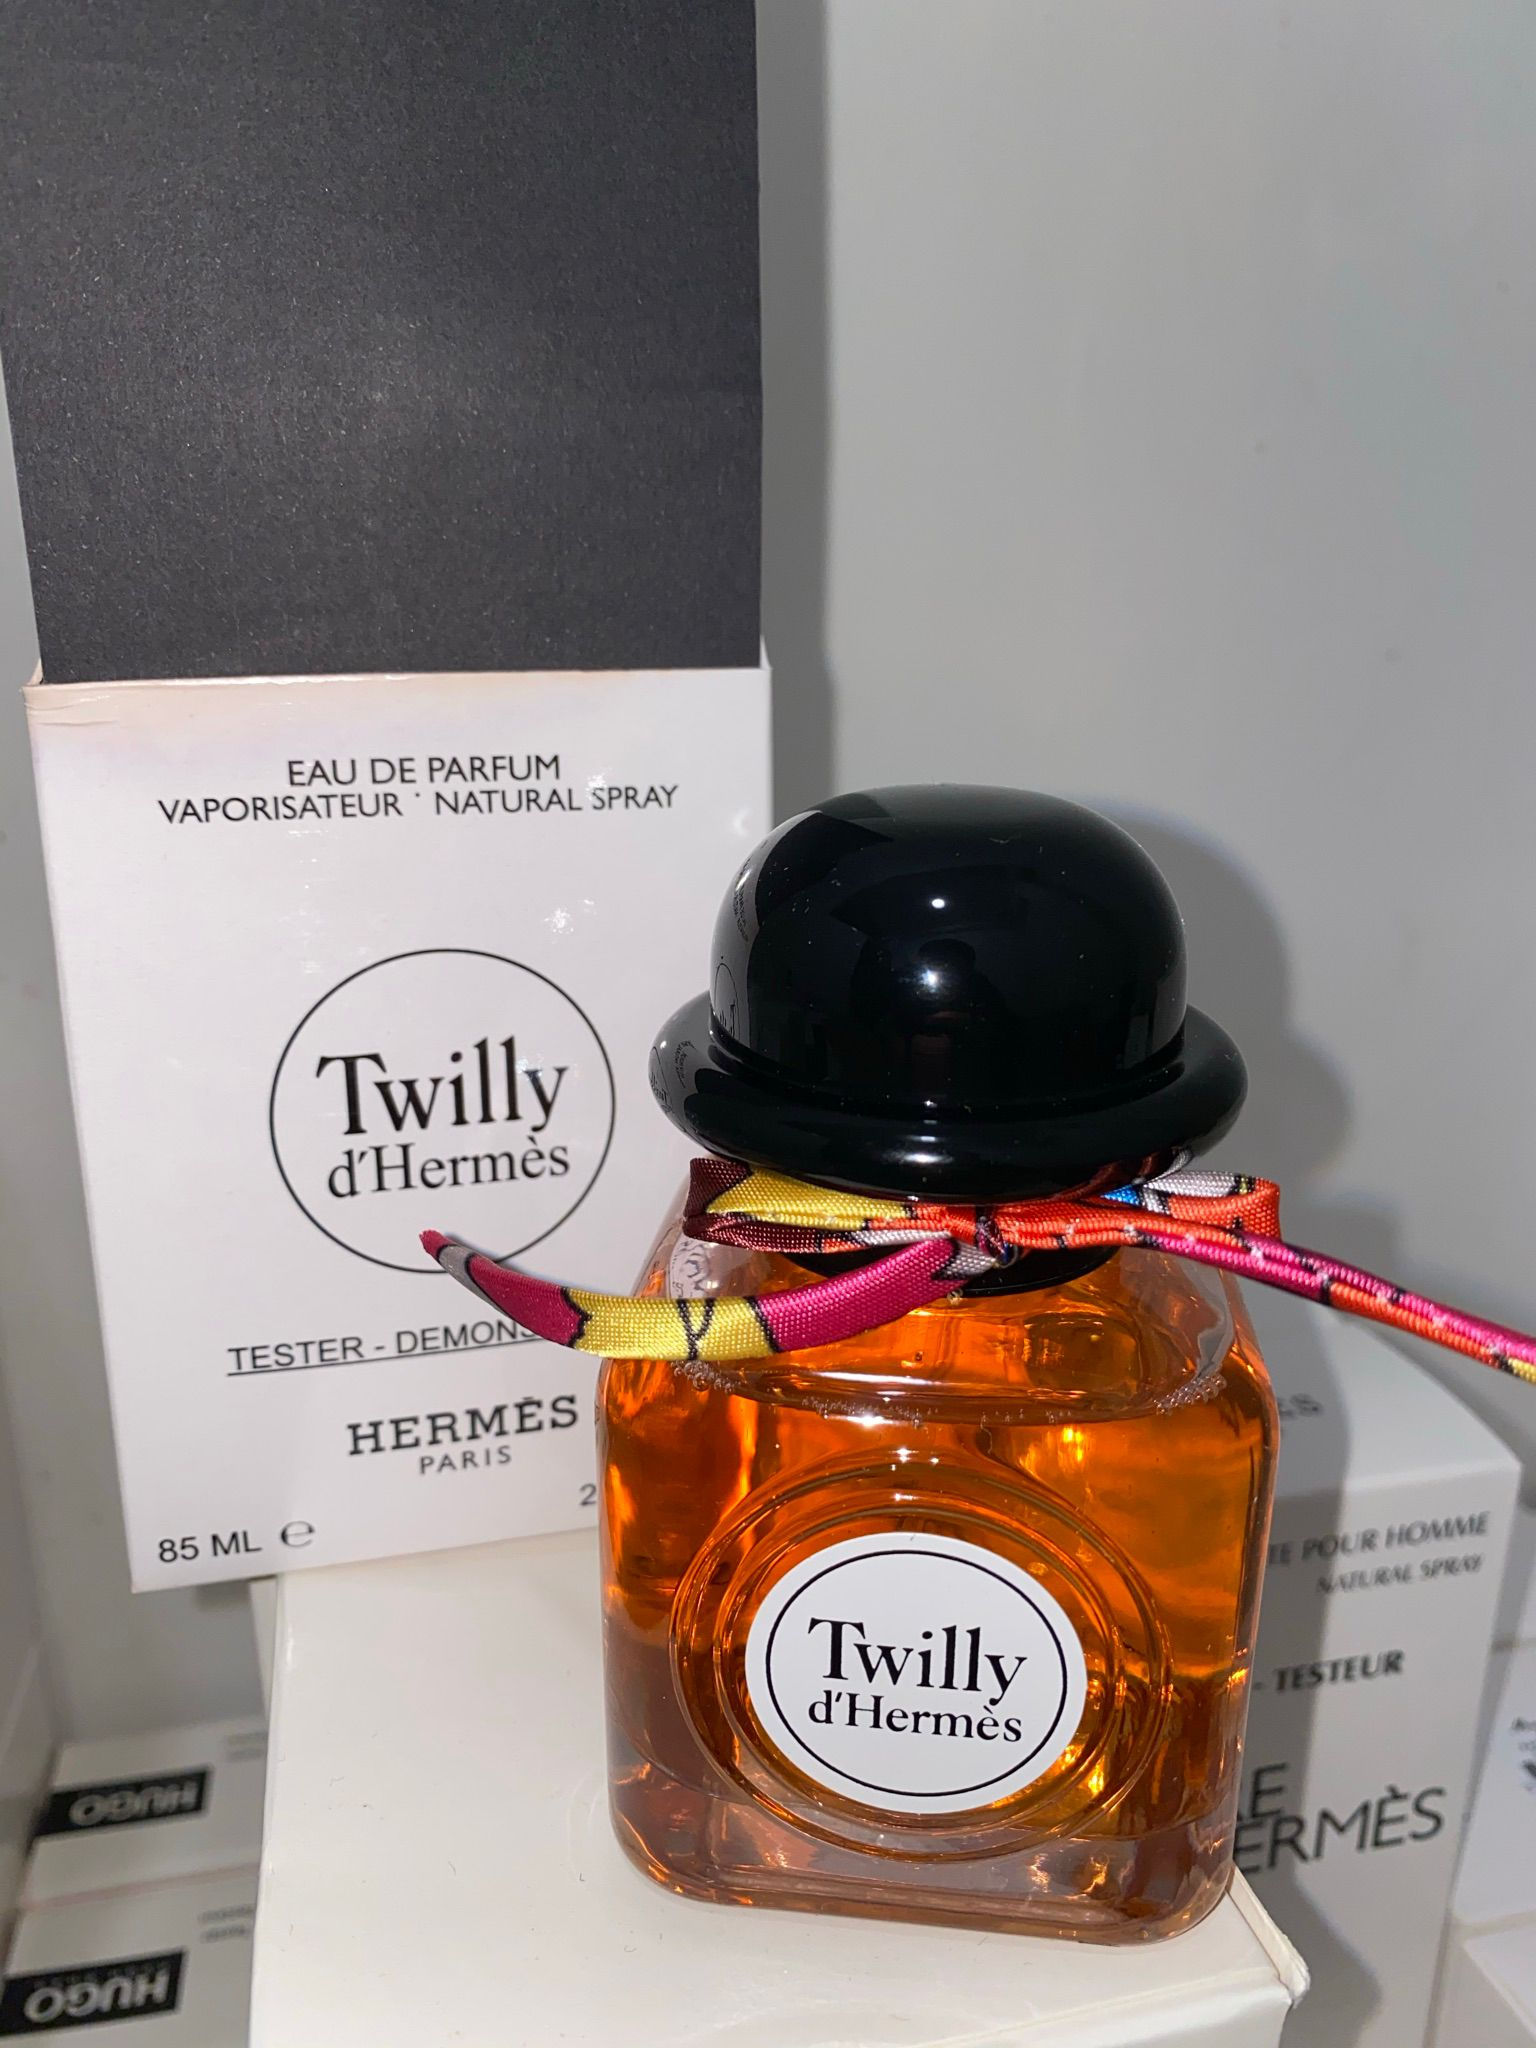 EAU DE PARFUM
VAPORISATEUR · NATURAL SPRAY
Twilly
d'Hermès
TESTER - DEMONS
HERMÈS
PARIS
2
85 ML ℮
Twilly
d'Hermès
POUR HOMME
NATURAL SPRAY
- TESTEUR
ERMÈS
HUGO
HUGO